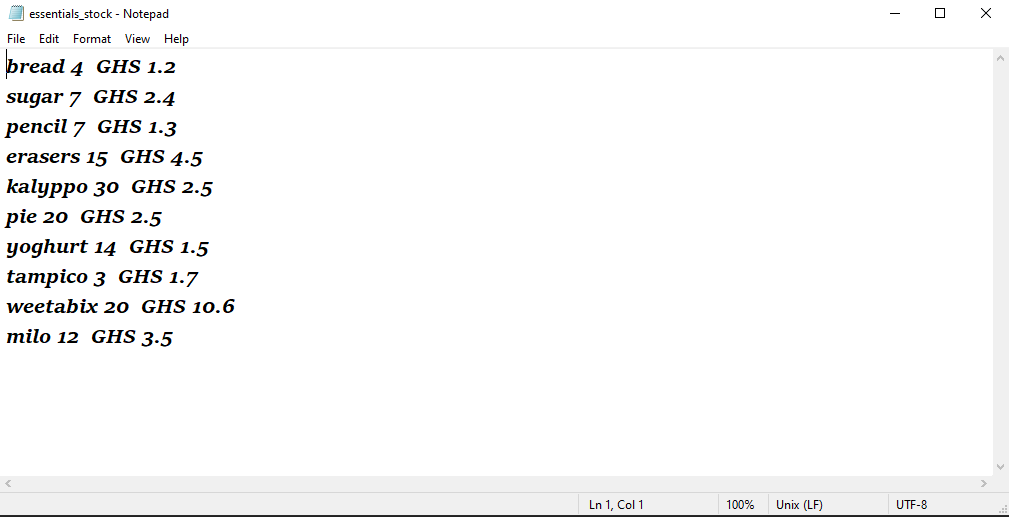 essentials_stock - Notepad
File Edit Format View Help
bread 4  GHS 1.2
sugar 7  GHS 2.4
pencil 7  GHS 1.3
erasers 15  GHS 4.5
kalyppo 30  GHS 2.5
pie 20  GHS 2.5
yoghurt 14  GHS 1.5
tampico 3  GHS 1.7
weetabix 20  GHS 10.6
milo 12  GHS 3.5
Ln 1, Col 1 100% Unix (LF) UTF-8